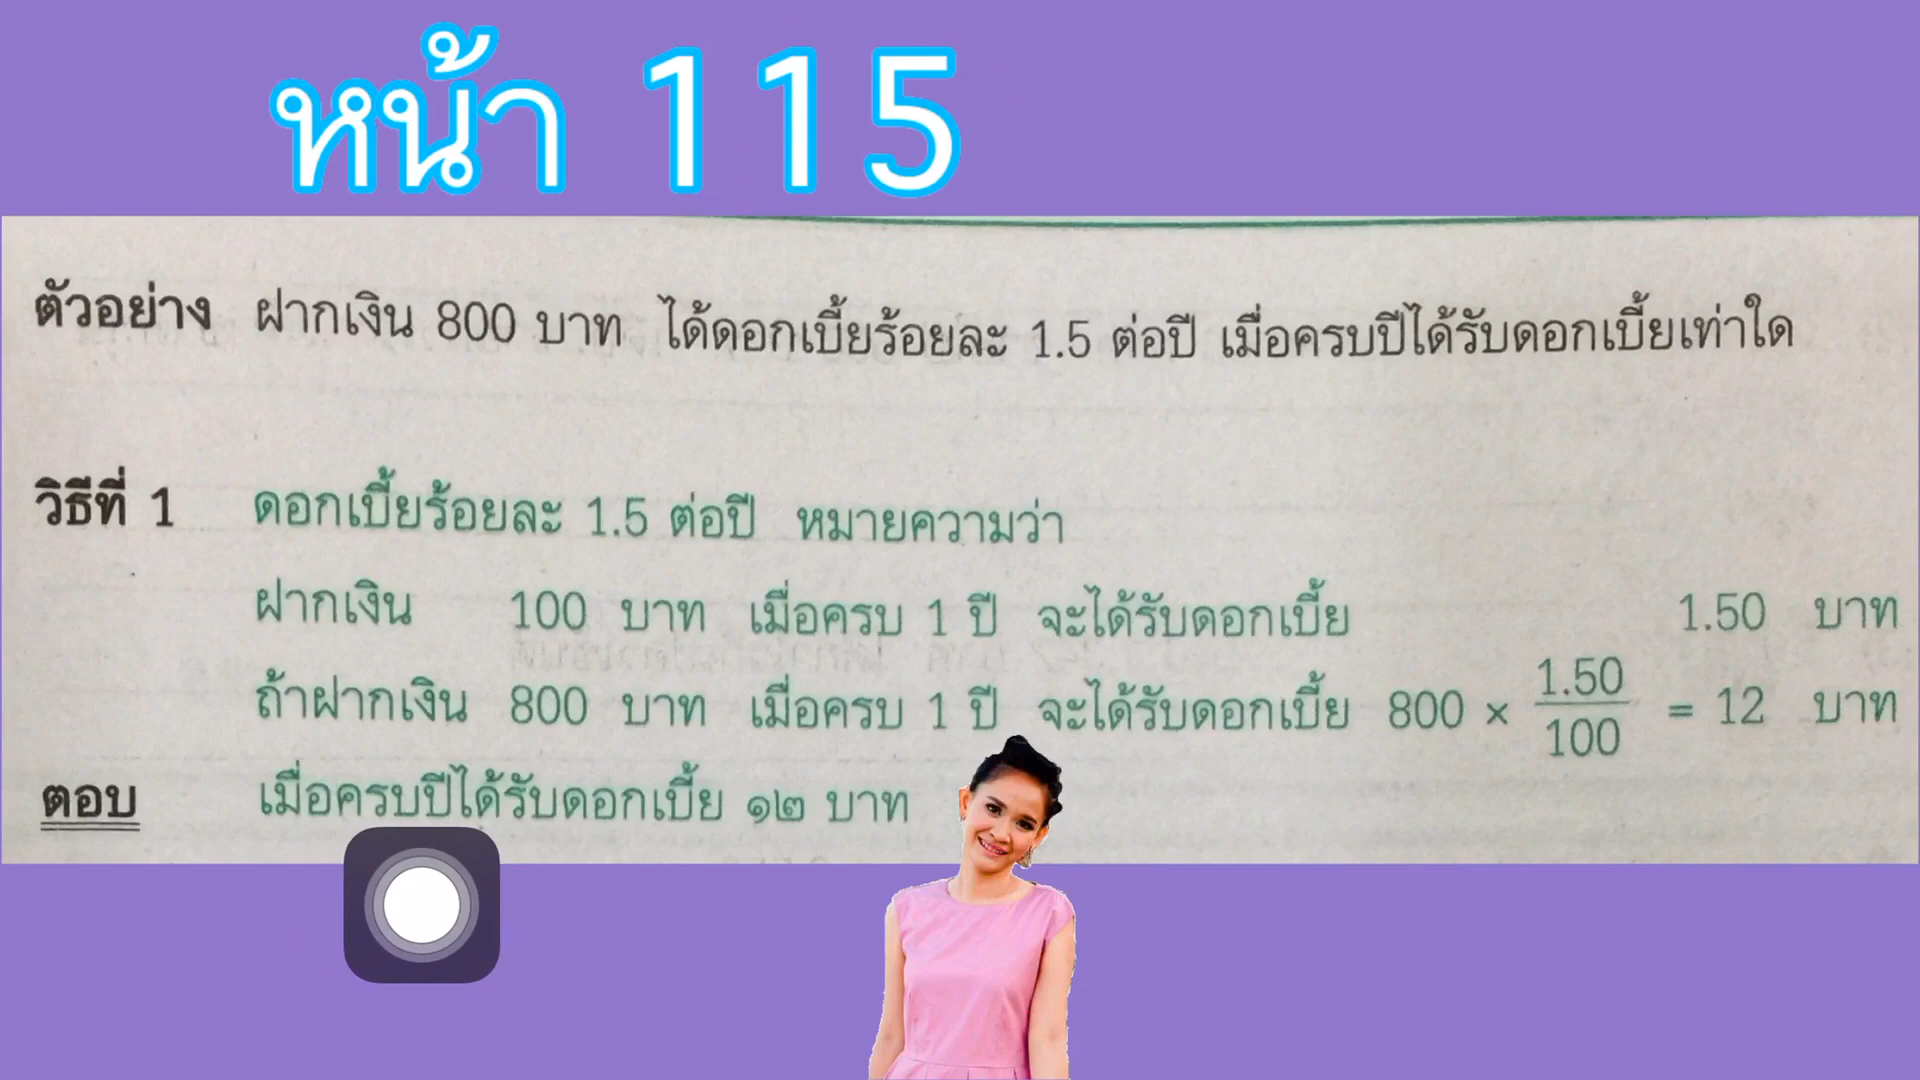 หน้า 115
ตัวอย่าง ฝากเงิน 800 บาท ได้ดอกเบี้ยร้อยละ 1.5 ต่อปี เมื่อครบปีได้รับดอกเบี้ยเท่าใด
วิธีที่ 1 ดอกเบี้ยร้อยละ 1.5 ต่อปี หมายความว่า
ฝากเงิน 100 บาท เมื่อครบ 1 ปี จะได้รับดอกเบี้ย 1.50 บาท
ถ้าฝากเงิน 800 บาท เมื่อครบ 1 ปี จะได้รับดอกเบี้ย 800 × 1.50/100 = 12 บาท
ตอบ เมื่อครบปีได้รับดอกเบี้ย ๑๒ บาท